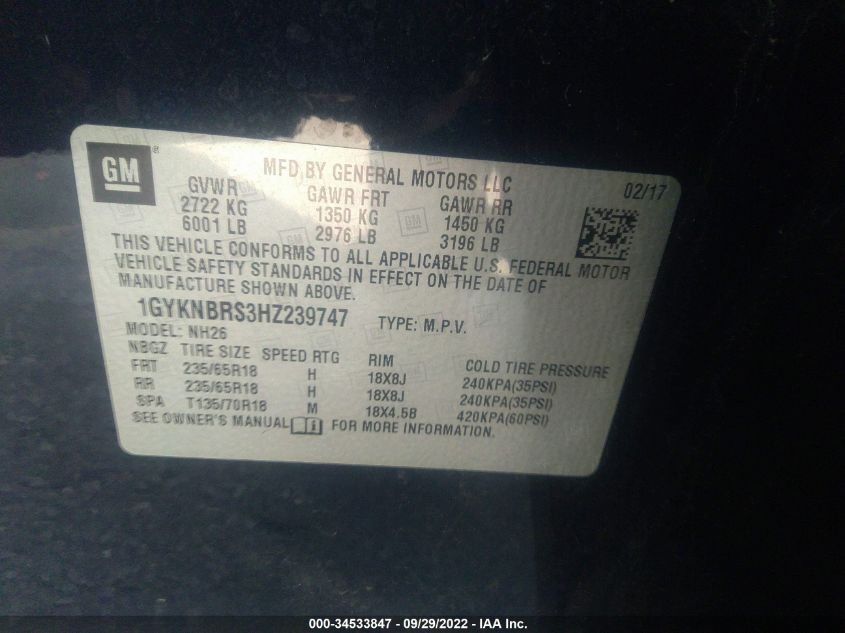 GM ®
MFD BY GENERAL MOTORS LLC 02/17
GVWR GAWR FRT GAWR RR
2722 KG 1350 KG 1450 KG
6001 LB 2976 LB 3196 LB
THIS VEHICLE CONFORMS TO ALL APPLICABLE U.S. FEDERAL MOTOR
VEHICLE SAFETY STANDARDS IN EFFECT ON THE DATE OF
MANUFACTURE SHOWN ABOVE.
1GYKNBRS3HZ239747 TYPE: M.P.V.
MODEL: NH26
NBGZ TIRE SIZE SPEED RTG RIM COLD TIRE PRESSURE
FRT 235/65R18 H 18X8J 240KPA(35PSI)
RR 235/65R18 H 18X8J 240KPA(35PSI)
SPA T135/70R18 M 18X4.5B 420KPA(60PSI)
SEE OWNER'S MANUAL i FOR MORE INFORMATION.
000-34533847 - 09/29/2022 - IAA Inc.